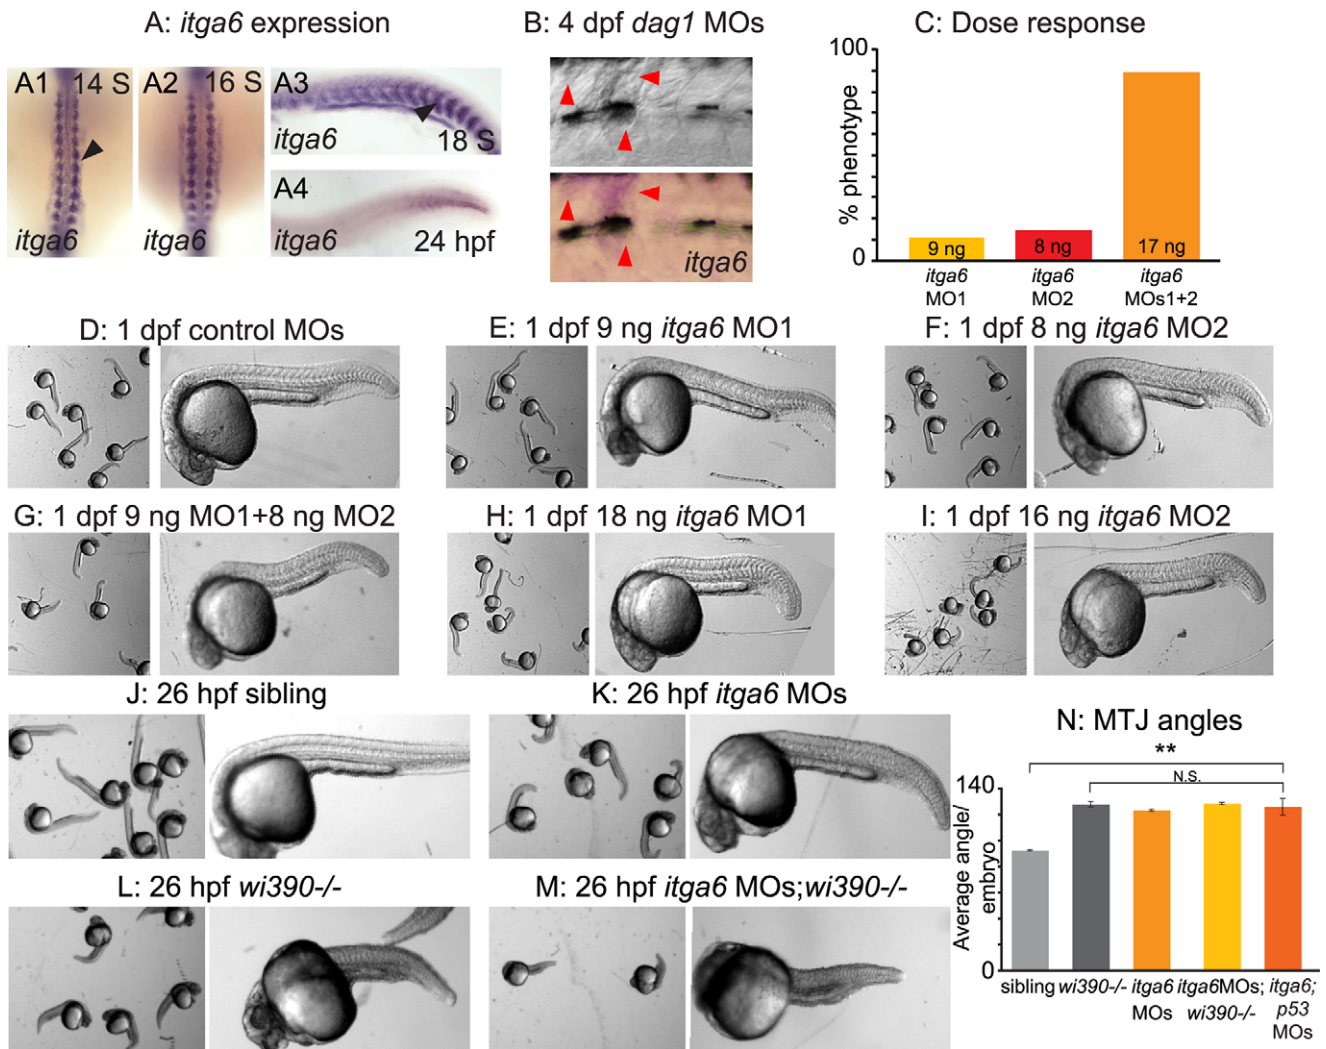 A: itga6 expression
A1 14 S
itga6
A2 16 S
itga6
A3
itga6 18 S
A4
itga6 24 hpf
B: 4 dpf dag1 MOs
itga6
C: Dose response
100
% phenotype
0
9 ng
8 ng
17 ng
itga6 MO1
itga6 MO2
itga6 MOs1+2
D: 1 dpf control MOs
E: 1 dpf 9 ng itga6 MO1
F: 1 dpf 8 ng itga6 MO2
G: 1 dpf 9 ng MO1+8 ng MO2
H: 1 dpf 18 ng itga6 MO1
I: 1 dpf 16 ng itga6 MO2
J: 26 hpf sibling
K: 26 hpf itga6 MOs
L: 26 hpf wi390-/-
M: 26 hpf itga6 MOs;wi390-/-
N: MTJ angles
**
N.S.
140
Average angle/
embryo
0
sibling
wi390-/-
itga6 MOs
itga6MOs; wi390-/-
itga6; p53 MOs